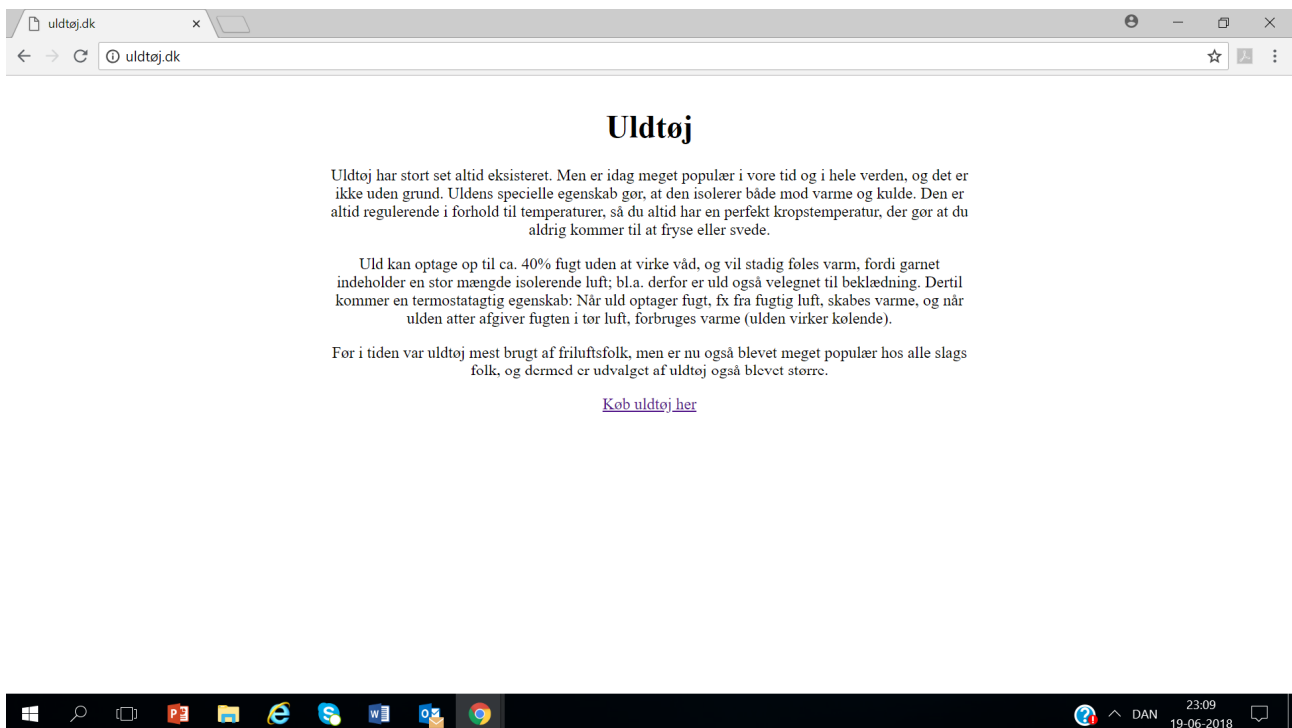 uldtøj.dk
uldtøj.dk
Uldtøj
Uldtøj har stort set altid eksisteret. Men er idag meget populær i vore tid og i hele verden, og det er
ikke uden grund. Uldens specielle egenskab gør, at den isolerer både mod varme og kulde. Den er
altid regulerende i forhold til temperaturer, så du altid har en perfekt kropstemperatur, der gør at du
aldrig kommer til at fryse eller svede.
Uld kan optage op til ca. 40% fugt uden at virke våd, og vil stadig føles varm, fordi garnet
indeholder en stor mængde isolerende luft; bl.a. derfor er uld også velegnet til beklædning. Dertil
kommer en termostatagtig egenskab: Når uld optager fugt, fx fra fugtig luft, skabes varme, og når
ulden atter afgiver fugten i tør luft, forbruges varme (ulden virker kølende).
Før i tiden var uldtøj mest brugt af friluftsfolk, men er nu også blevet meget populær hos alle slags
folk, og dermed er udvalget af uldtøj også blevet større.
Køb uldtøj her
DAN
23:09
19-06-2018